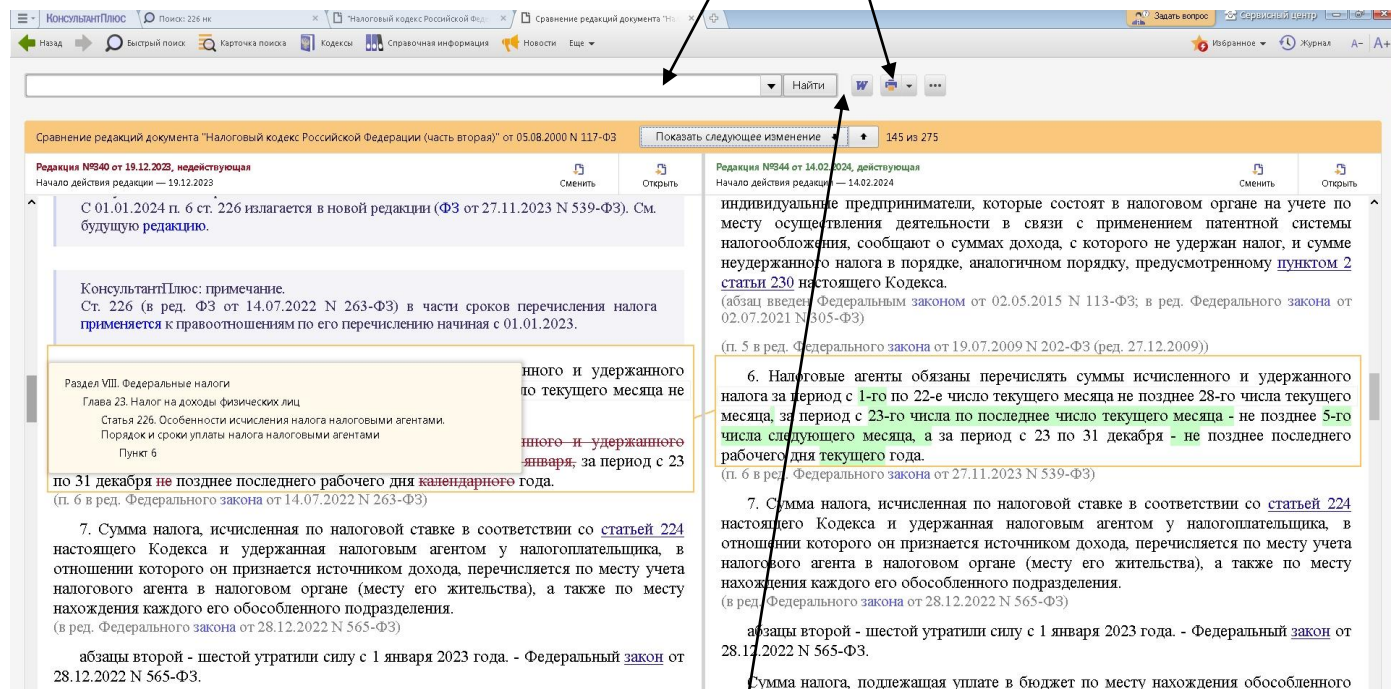 КонсультантПлюс Поиск: 226 нк "Налоговый кодекс Российской Фед Сравнение редакций документа "Н Задать вопрос Сервисный центр
Назад Быстрый поиск Карточка поиска Кодексы Справочная информация Новости Еще Избранное Журнал A- A+
Найти W
Сравнение редакций документа "Налоговый кодекс Российской Федерации (часть вторая)" от 05.08.2000 N 117-ФЗ Показать следующее изменение 145 из 275
Редакция №340 от 19.12.2023, недействующая
Начало действия редакции — 19.12.2023
Сменить Открыть
С 01.01.2024 п. 6 ст. 226 излагается в новой редакции (ФЗ от 27.11.2023 N 539-ФЗ). См.
будущую редакцию.
КонсультантПлюс: примечание.
Ст. 226 (в ред. ФЗ от 14.07.2022 N 263-ФЗ) в части сроков перечисления налога
применяется к правоотношениям по его перечислению начиная с 01.01.2023.
нного и удержанного
ло текущего месяца не
Раздел VIII. Федеральные налоги
Глава 23. Налог на доходы физических лиц
Статья 226. Особенности исчисления налога налоговыми агентами.
Порядок и сроки уплаты налога налоговыми агентами
Пункт 6
нного и удержанного
января, за период с 23
по 31 декабря не позднее последнего рабочего дня календарного года.
(п. 6 в ред. Федерального закона от 14.07.2022 N 263-ФЗ)
7. Сумма налога, исчисленная по налоговой ставке в соответствии со статьей 224
настоящего Кодекса и удержанная налоговым агентом у налогоплательщика, в
отношении которого он признается источником дохода, перечисляется по месту учета
налогового агента в налоговом органе (месту его жительства), а также по месту
нахождения каждого его обособленного подразделения.
(в ред. Федерального закона от 28.12.2022 N 565-ФЗ)
абзацы второй - шестой утратили силу с 1 января 2023 года. - Федеральный закон от
28.12.2022 N 565-ФЗ.
Редакция №344 от 14.02.2024, действующая
Начало действия редакции — 14.02.2024
Сменить Открыть
индивидуальные предприниматели, которые состоят в налоговом органе на учете по
месту осуществления деятельности в связи с применением патентной системы
налогообложения, сообщают о суммах дохода, с которого не удержан налог, и сумме
неудержанного налога в порядке, аналогичном порядку, предусмотренному пунктом 2
статьи 230 настоящего Кодекса.
(абзац введен Федеральным законом от 02.05.2015 N 113-ФЗ; в ред. Федерального закона от
02.07.2021 N 305-ФЗ)
(п. 5 в ред. Федерального закона от 19.07.2009 N 202-ФЗ (ред. 27.12.2009))
6. Налоговые агенты обязаны перечислять суммы исчисленного и удержанного
налога за период с 1-го по 22-е число текущего месяца не позднее 28-го числа текущего
месяца, за период с 23-го числа по последнее число текущего месяца - не позднее 5-го
числа следующего месяца, а за период с 23 по 31 декабря - не позднее последнего
рабочего дня текущего года.
(п. 6 в ред. Федерального закона от 27.11.2023 N 539-ФЗ)
7. Сумма налога, исчисленная по налоговой ставке в соответствии со статьей 224
настоящего Кодекса и удержанная налоговым агентом у налогоплательщика, в
отношении которого он признается источником дохода, перечисляется по месту учета
налогового агента в налоговом органе (месту его жительства), а также по месту
нахождения каждого его обособленного подразделения.
(в ред. Федерального закона от 28.12.2022 N 565-ФЗ)
абзацы второй - шестой утратили силу с 1 января 2023 года. - Федеральный закон от
28.12.2022 N 565-ФЗ.
Сумма налога, подлежащая уплате в бюджет по месту нахождения обособленного